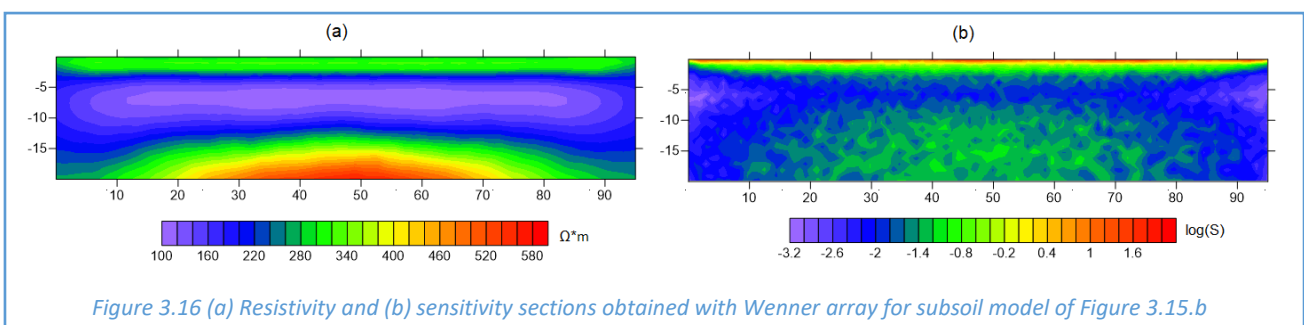 (a)
(b)
-5
-10
-15
10 20 30 40 50 60 70 80 90
-5
-10
-15
10 20 30 40 50 60 70 80 90
100 160 220 280 340 400 460 520 580
Ω*m
-3.2 -2.6 -2 -1.4 -0.8 -0.2 0.4 1 1.6
log(S)
Figure 3.16 (a) Resistivity and (b) sensitivity sections obtained with Wenner array for subsoil model of Figure 3.15.b